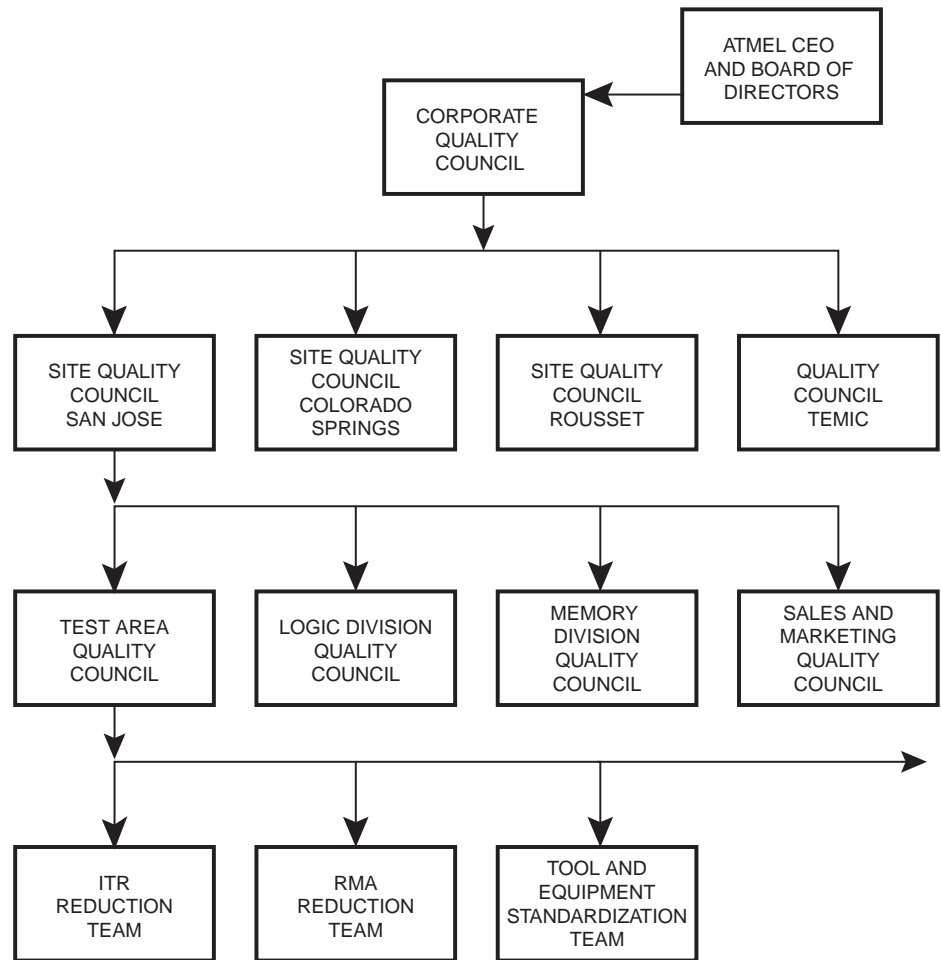 ATMEL CEO
AND BOARD OF
DIRECTORS
CORPORATE
QUALITY
COUNCIL
SITE QUALITY
COUNCIL
SAN JOSE
SITE QUALITY
COUNCIL
COLORADO
SPRINGS
SITE QUALITY
COUNCIL
ROUSSET
QUALITY
COUNCIL
TEMIC
TEST AREA
QUALITY
COUNCIL
LOGIC DIVISION
QUALITY
COUNCIL
MEMORY
DIVISION
QUALITY
COUNCIL
SALES AND
MARKETING
QUALITY
COUNCIL
ITR
REDUCTION
TEAM
RMA
REDUCTION
TEAM
TOOL AND
EQUIPMENT
STANDARDIZATION
TEAM